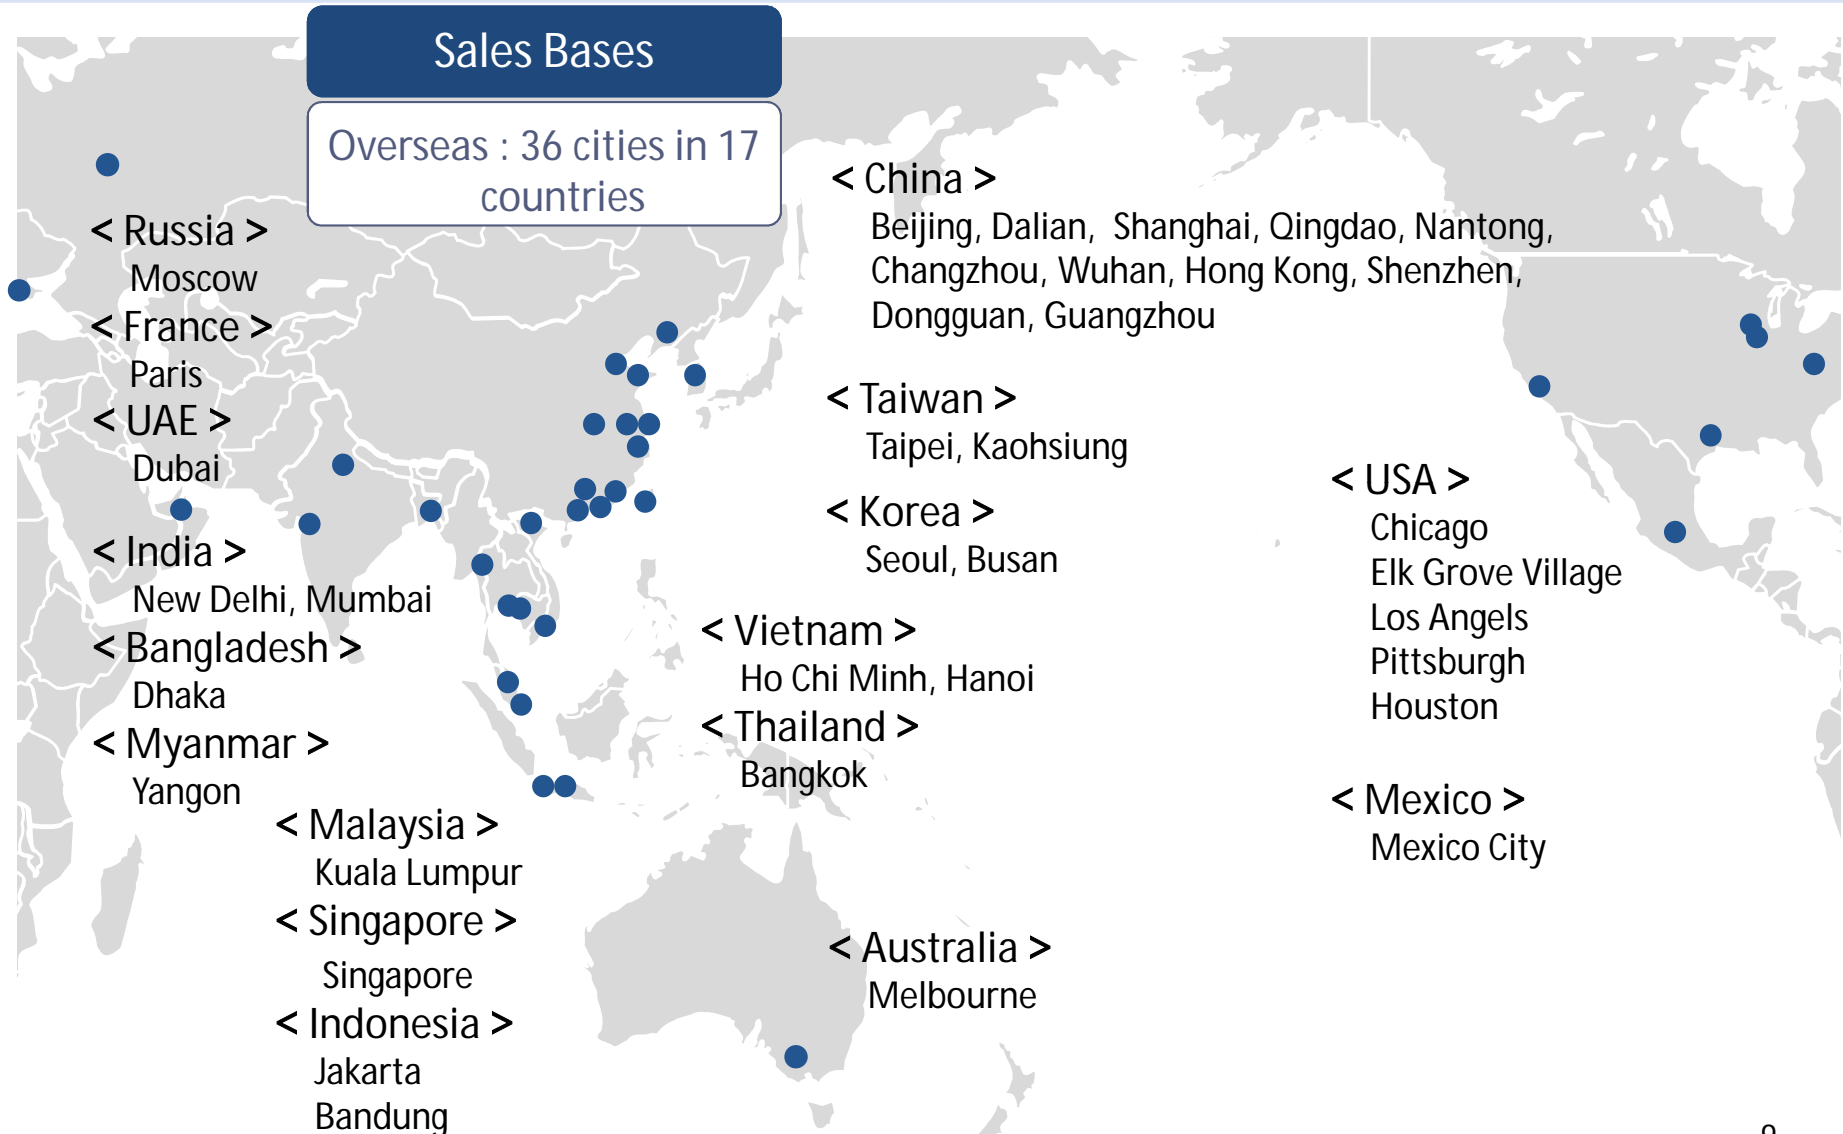 Sales Bases
Overseas : 36 cities in 17
countries
< Russia >
Moscow
< France >
Paris
< UAE >
Dubai
< India >
New Delhi, Mumbai
< Bangladesh >
Dhaka
< Myanmar >
Yangon
< Malaysia >
Kuala Lumpur
< Singapore >
Singapore
< Indonesia >
Jakarta
Bandung
< China >
Beijing, Dalian, Shanghai, Qingdao, Nantong,
Changzhou, Wuhan, Hong Kong, Shenzhen,
Dongguan, Guangzhou
< Taiwan >
Taipei, Kaohsiung
< Korea >
Seoul, Busan
< Vietnam >
Ho Chi Minh, Hanoi
< Thailand >
Bangkok
< Australia >
Melbourne
< USA >
Chicago
Elk Grove Village
Los Angels
Pittsburgh
Houston
< Mexico >
Mexico City